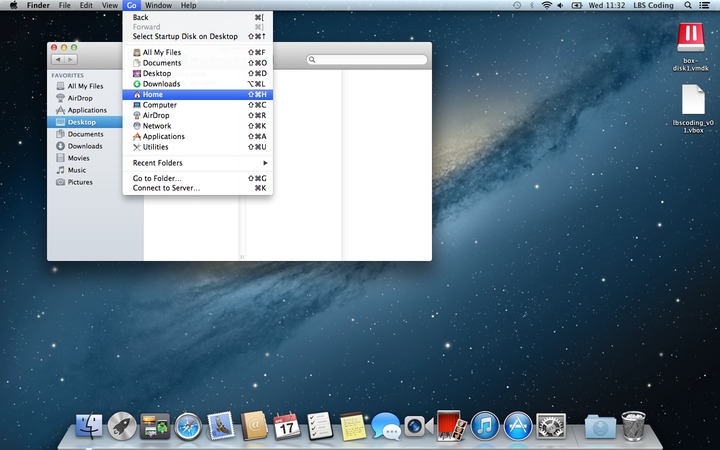 Finder File Edit View Go Window Help Wed 11:32 LBS Coding
Back ⌘[
Forward ⌘]
Select Startup Disk on Desktop ⇧⌘T
All My Files ⇧⌘F
Documents ⇧⌘O
Desktop ⇧⌘D
Downloads ⌥⌘L
Home ⇧⌘H
Computer ⇧⌘C
AirDrop ⇧⌘R
Network ⇧⌘K
Applications ⇧⌘A
Utilities ⇧⌘U
Recent Folders
Go to Folder... ⇧⌘G
Connect to Server... ⌘K
FAVORITES
All My Files
AirDrop
Applications
Desktop
Documents
Downloads
Movies
Music
Pictures
box-
disk1.vmdk
lbscoding_v0
1.vbox
17